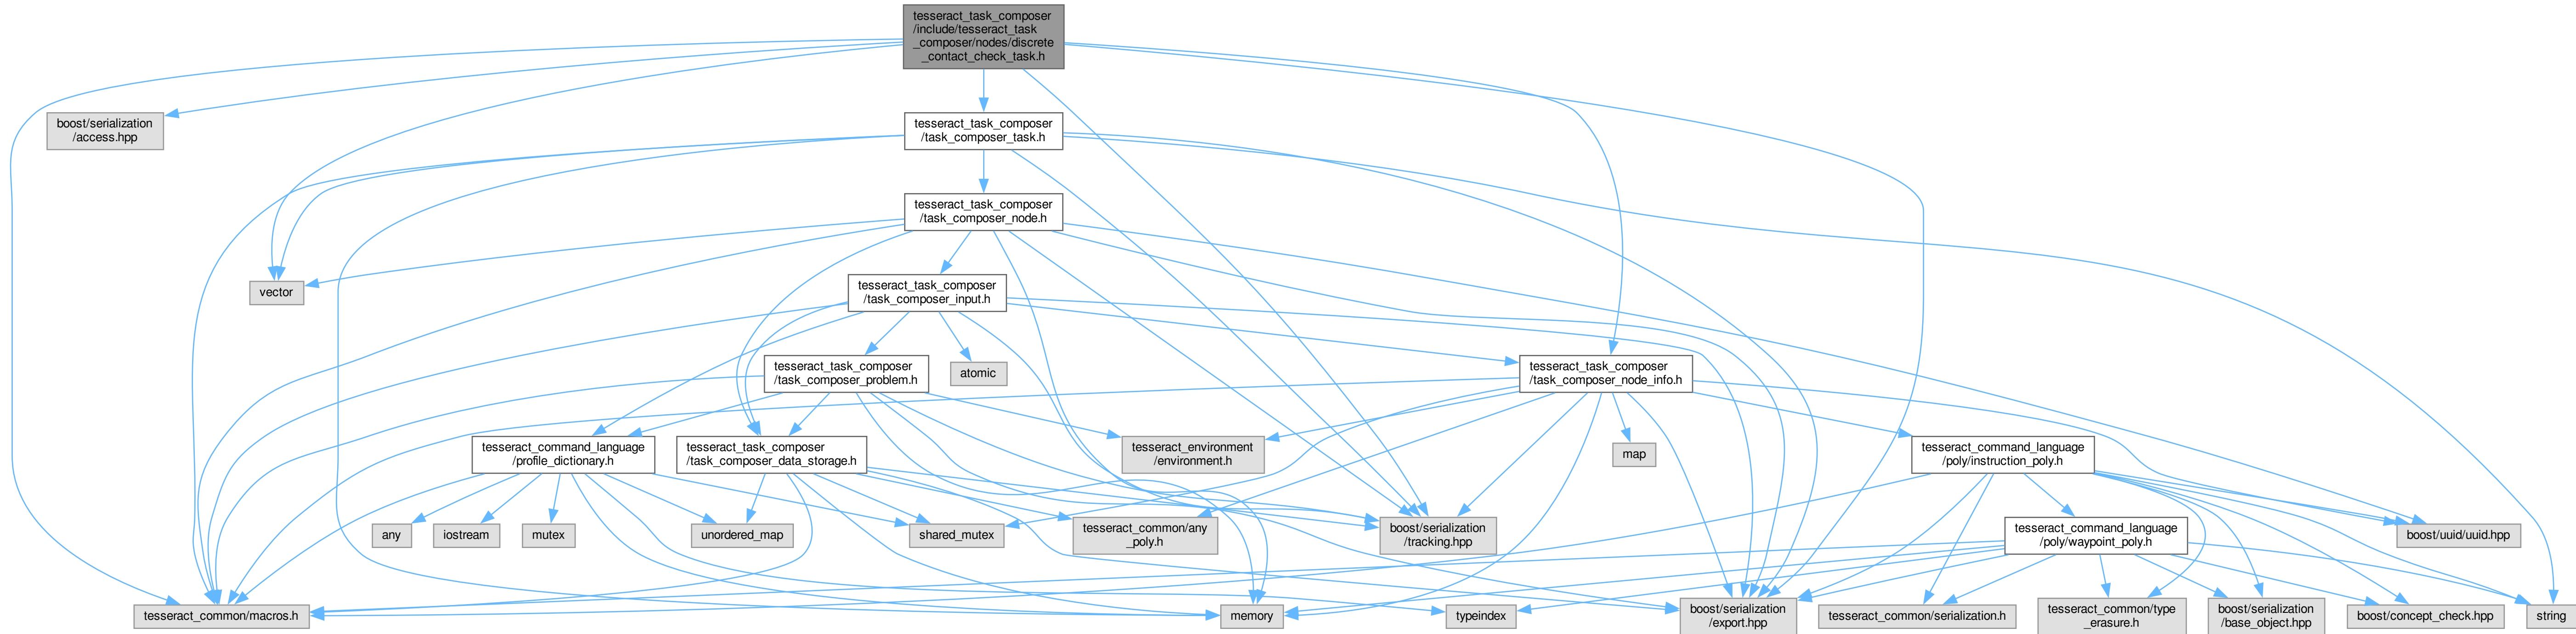 tesseract_task_composer
/include/tesseract_task
_composer/nodes/discrete
_contact_check_task.h
boost/serialization
/access.hpp
tesseract_task_composer
/task_composer_task.h
tesseract_task_composer
/task_composer_node.h
vector
tesseract_task_composer
/task_composer_input.h
tesseract_task_composer
/task_composer_problem.h
atomic
tesseract_task_composer
/task_composer_node_info.h
tesseract_command_language
/profile_dictionary.h
tesseract_task_composer
/task_composer_data_storage.h
tesseract_environment
/environment.h
map
tesseract_command_language
/poly/instruction_poly.h
any
iostream
mutex
unordered_map
shared_mutex
tesseract_common/any
_poly.h
boost/serialization
/tracking.hpp
tesseract_command_language
/poly/waypoint_poly.h
boost/uuid/uuid.hpp
tesseract_common/macros.h
memory
typeindex
boost/serialization
/export.hpp
tesseract_common/serialization.h
tesseract_common/type
_erasure.h
boost/serialization
/base_object.hpp
boost/concept_check.hpp
string